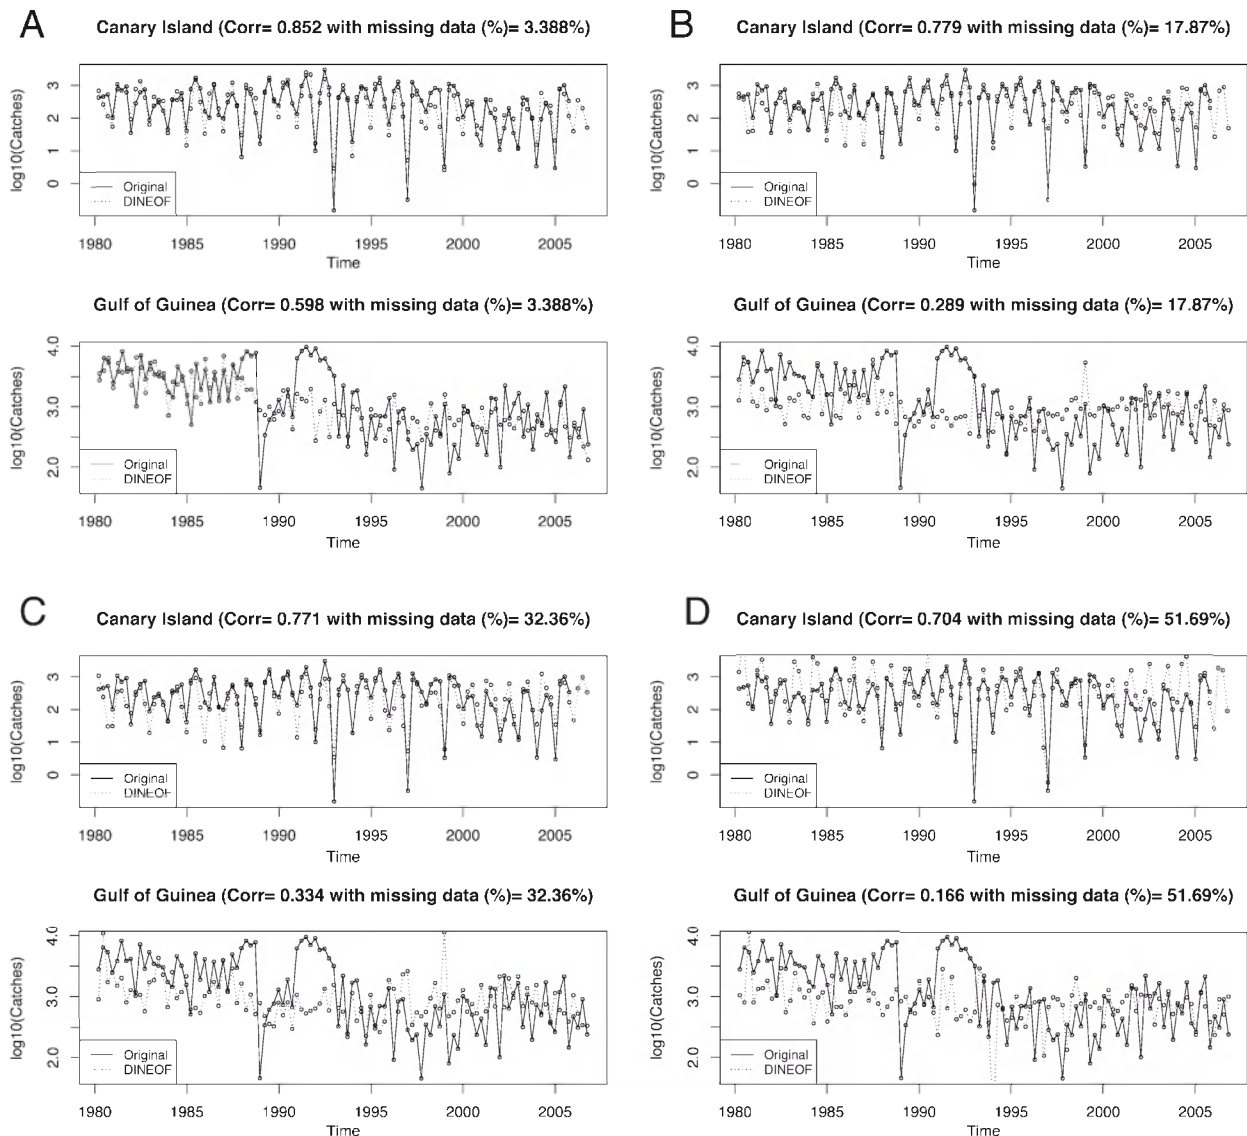 A
Canary Island (Corr= 0.852 with missing data (%)= 3.388%)
log10(Catches)
3
2
1
0
Original
DINEOF
1980 1985 1990 1995 2000 2005
Time
Gulf of Guinea (Corr= 0.598 with missing data (%)= 3.388%)
log10(Catches)
4.0
3.0
2.0
Original
DINEOF
1980 1985 1990 1995 2000 2005
Time
B
Canary Island (Corr= 0.779 with missing data (%)= 17.87%)
log10(Catches)
3
2
1
0
Original
DINEOF
1980 1985 1990 1995 2000 2005
Time
Gulf of Guinea (Corr= 0.289 with missing data (%)= 17.87%)
log10(Catches)
4.0
3.0
2.0
Original
DINEOF
1980 1985 1990 1995 2000 2005
Time
C
Canary Island (Corr= 0.771 with missing data (%)= 32.36%)
log10(Catches)
3
2
1
0
Original
DINEOF
1980 1985 1990 1995 2000 2005
Time
Gulf of Guinea (Corr= 0.334 with missing data (%)= 32.36%)
log10(Catches)
4.0
3.0
2.0
Original
DINEOF
1980 1985 1990 1995 2000 2005
Time
D
Canary Island (Corr= 0.704 with missing data (%)= 51.69%)
log10(Catches)
3
2
1
0
Original
DINEOF
1980 1985 1990 1995 2000 2005
Time
Gulf of Guinea (Corr= 0.166 with missing data (%)= 51.69%)
log10(Catches)
4.0
3.0
2.0
Original
DINEOF
1980 1985 1990 1995 2000 2005
Time